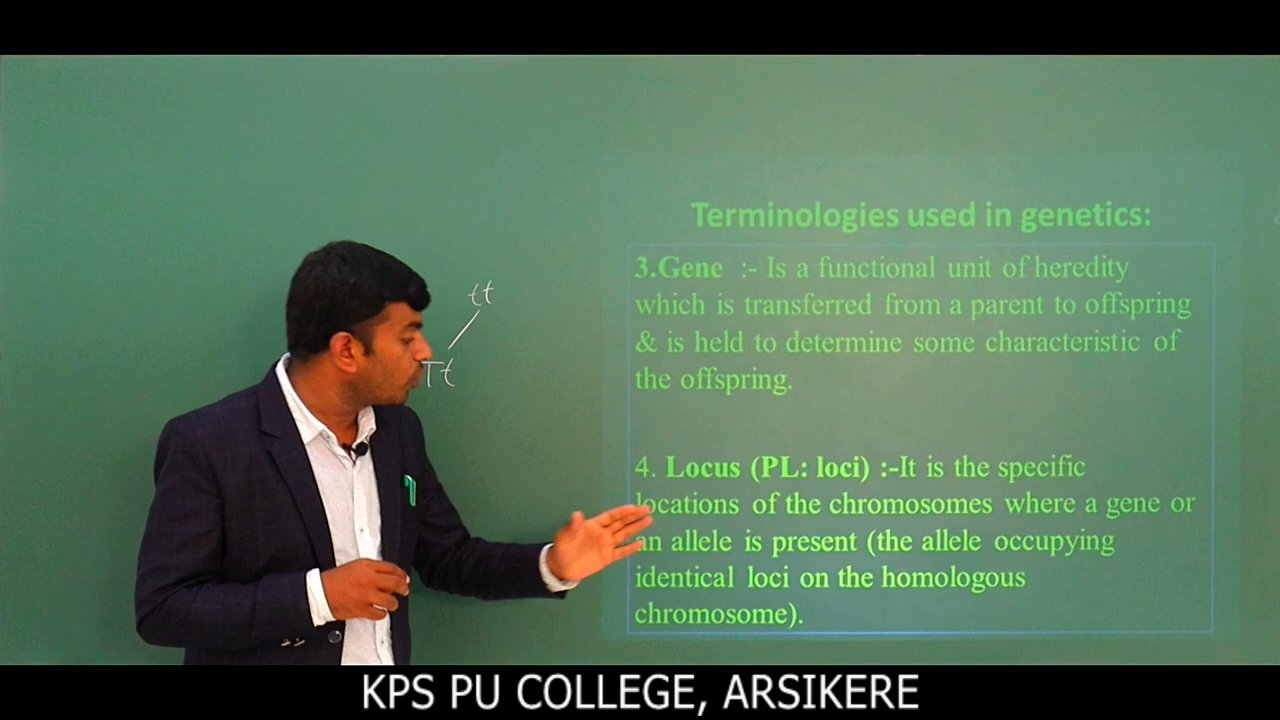 Terminologies used in genetics:
3.Gene :- Is a functional unit of heredity
which is transferred from a parent to offspring
& is held to determine some characteristic of
the offspring.
4. Locus (PL: loci) :-It is the specific
locations of the chromosomes where a gene or
an allele is present (the allele occupying
identical loci on the homologous
chromosome).
tt
Tt
KPS PU COLLEGE, ARSIKERE